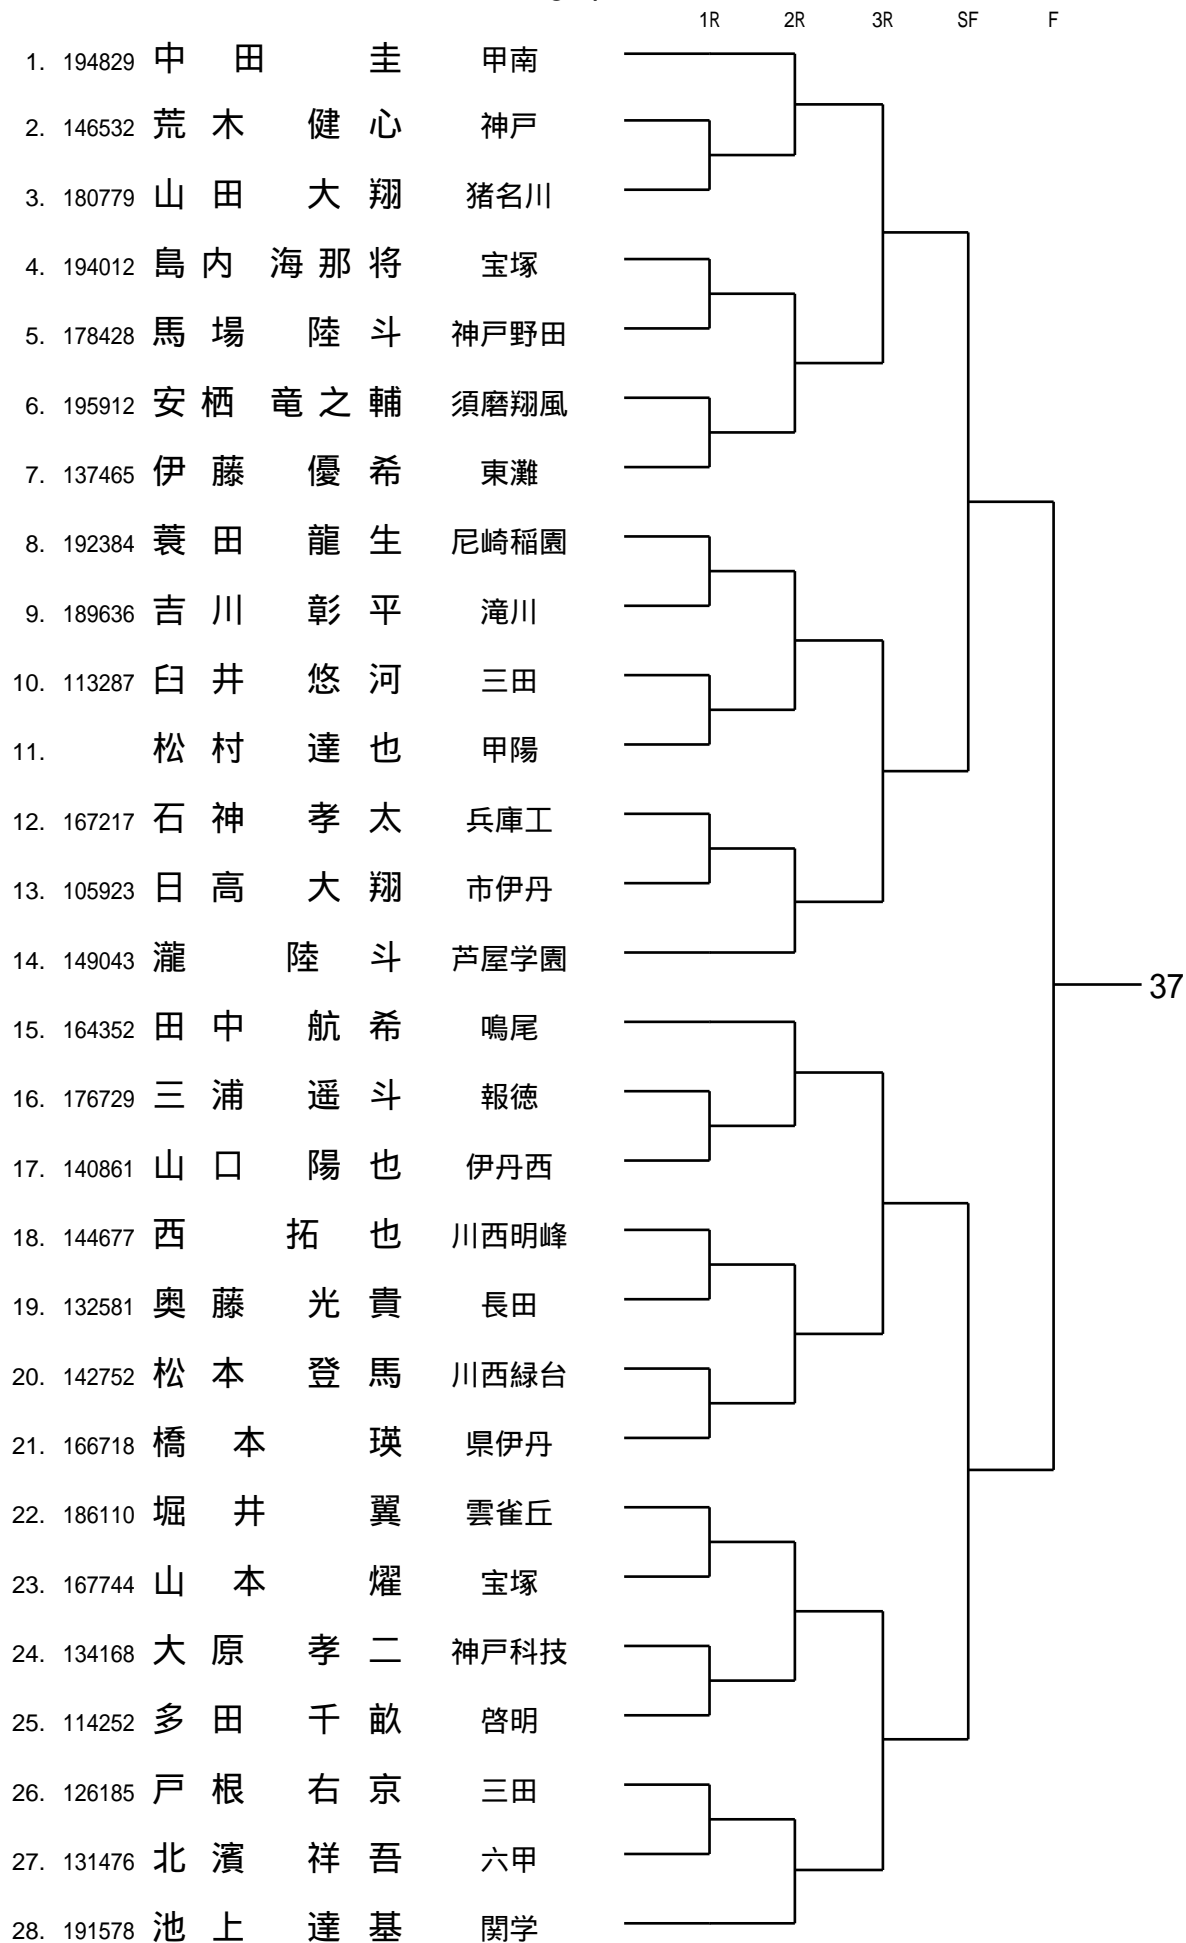 1R 2R 3R SF F
1. 194829 中田 圭 甲南
2. 146532 荒木 健心 神戸
3. 180779 山田 大翔 猪名川
4. 194012 島内 海那将 宝塚
5. 178428 馬場 陸斗 神戸野田
6. 195912 安栖 竜之輔 須磨翔風
7. 137465 伊藤 優希 東灘
8. 192384 蓑田 龍生 尼崎稲園
9. 189636 吉川 彰平 滝川
10. 113287 臼井 悠河 三田
11. 松村 達也 甲陽
12. 167217 石神 孝太 兵庫工
13. 105923 日高 大翔 市伊丹
14. 149043 瀧 陸斗 芦屋学園
37
15. 164352 田中 航希 鳴尾
16. 176729 三浦 遥斗 報徳
17. 140861 山口 陽也 伊丹西
18. 144677 西 拓也 川西明峰
19. 132581 奥藤 光貴 長田
20. 142752 松本 登馬 川西緑台
21. 166718 橋本 瑛 県伊丹
22. 186110 堀井 翼 雲雀丘
23. 167744 山本 燿 宝塚
24. 134168 大原 孝二 神戸科技
25. 114252 多田 千畝 啓明
26. 126185 戸根 右京 三田
27. 131476 北濱 祥吾 六甲
28. 191578 池上 達基 関学